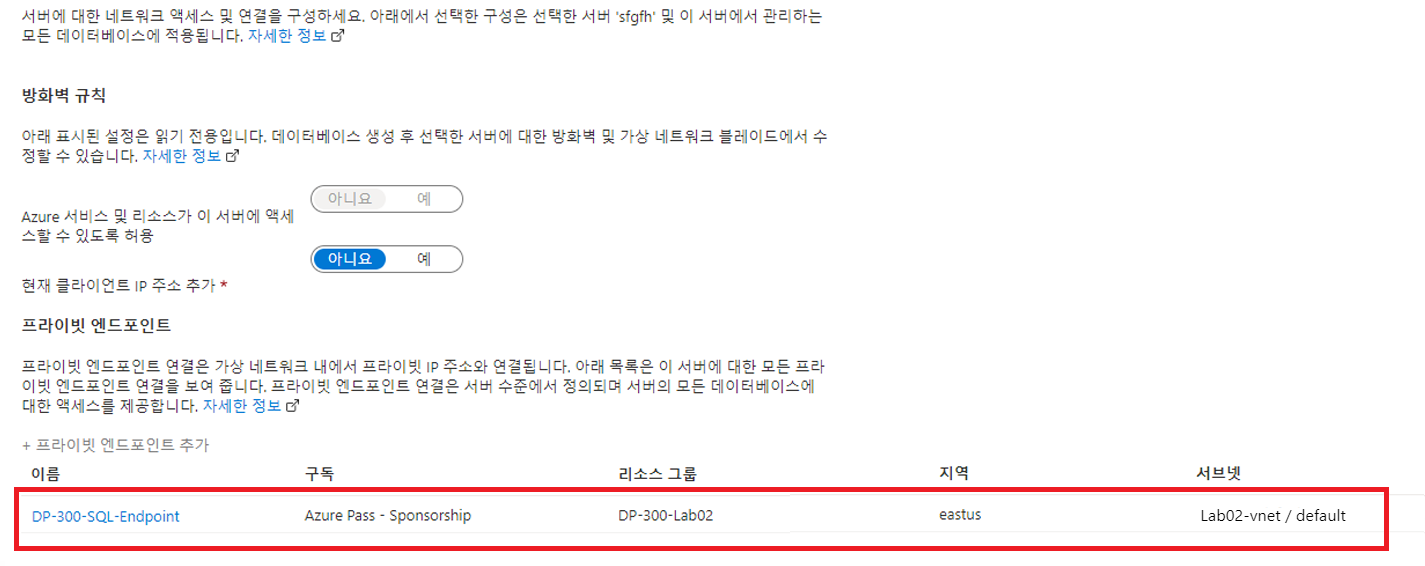 서버에 대한 네트워크 액세스 및 연결을 구성하세요. 아래에서 선택한 구성은 선택한 서버 'sfgfh' 및 이 서버에서 관리하는
모든 데이터베이스에 적용됩니다. 자세한 정보
방화벽 규칙
아래 표시된 설정은 읽기 전용입니다. 데이터베이스 생성 후 선택한 서버에 대한 방화벽 및 가상 네트워크 블레이드에서 수
정할 수 있습니다. 자세한 정보
아니요 예
Azure 서비스 및 리소스가 이 서버에 액세
스할 수 있도록 허용
아니요 예
현재 클라이언트 IP 주소 추가 *
프라이빗 엔드포인트
프라이빗 엔드포인트 연결은 가상 네트워크 내에서 프라이빗 IP 주소와 연결됩니다. 아래 목록은 이 서버에 대한 모든 프라
이빗 엔드포인트 연결을 보여 줍니다. 프라이빗 엔드포인트 연결은 서버 수준에서 정의되며 서버의 모든 데이터베이스에
대한 액세스를 제공합니다. 자세한 정보
+ 프라이빗 엔드포인트 추가
이름 구독 리소스 그룹 지역 서브넷
DP-300-SQL-Endpoint Azure Pass - Sponsorship DP-300-Lab02 eastus Lab02-vnet / default